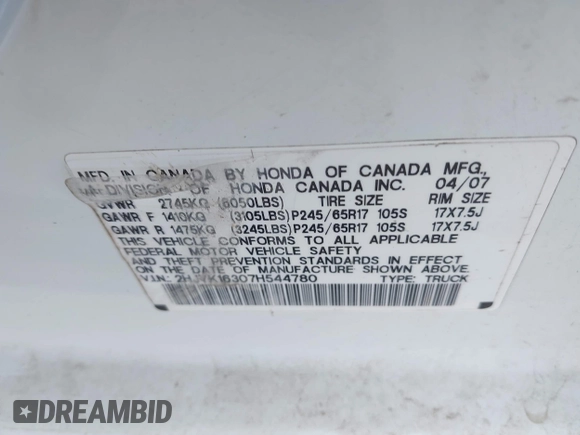 MFD. IN CANADA BY HONDA OF CANADA MFG.,
DIVISION OF HONDA CANADA INC. 04/07
GVWR 2745KG (6050LBS) TIRE SIZE RIM SIZE
GAWR F 1410KG (3105LBS) P245/65R17 105S 17X7.5J
GAWR R 1475KG (3245LBS) P245/65R17 105S 17X7.5J
THIS VEHICLE CONFORMS TO ALL APPLICABLE
FEDERAL MOTOR VEHICLE SAFETY
AND THEFT PREVENTION STANDARDS IN EFFECT
ON THE DATE OF MANUFACTURE SHOWN ABOVE.
V.I.N.: TYPE: TRUCK
DREAMBID